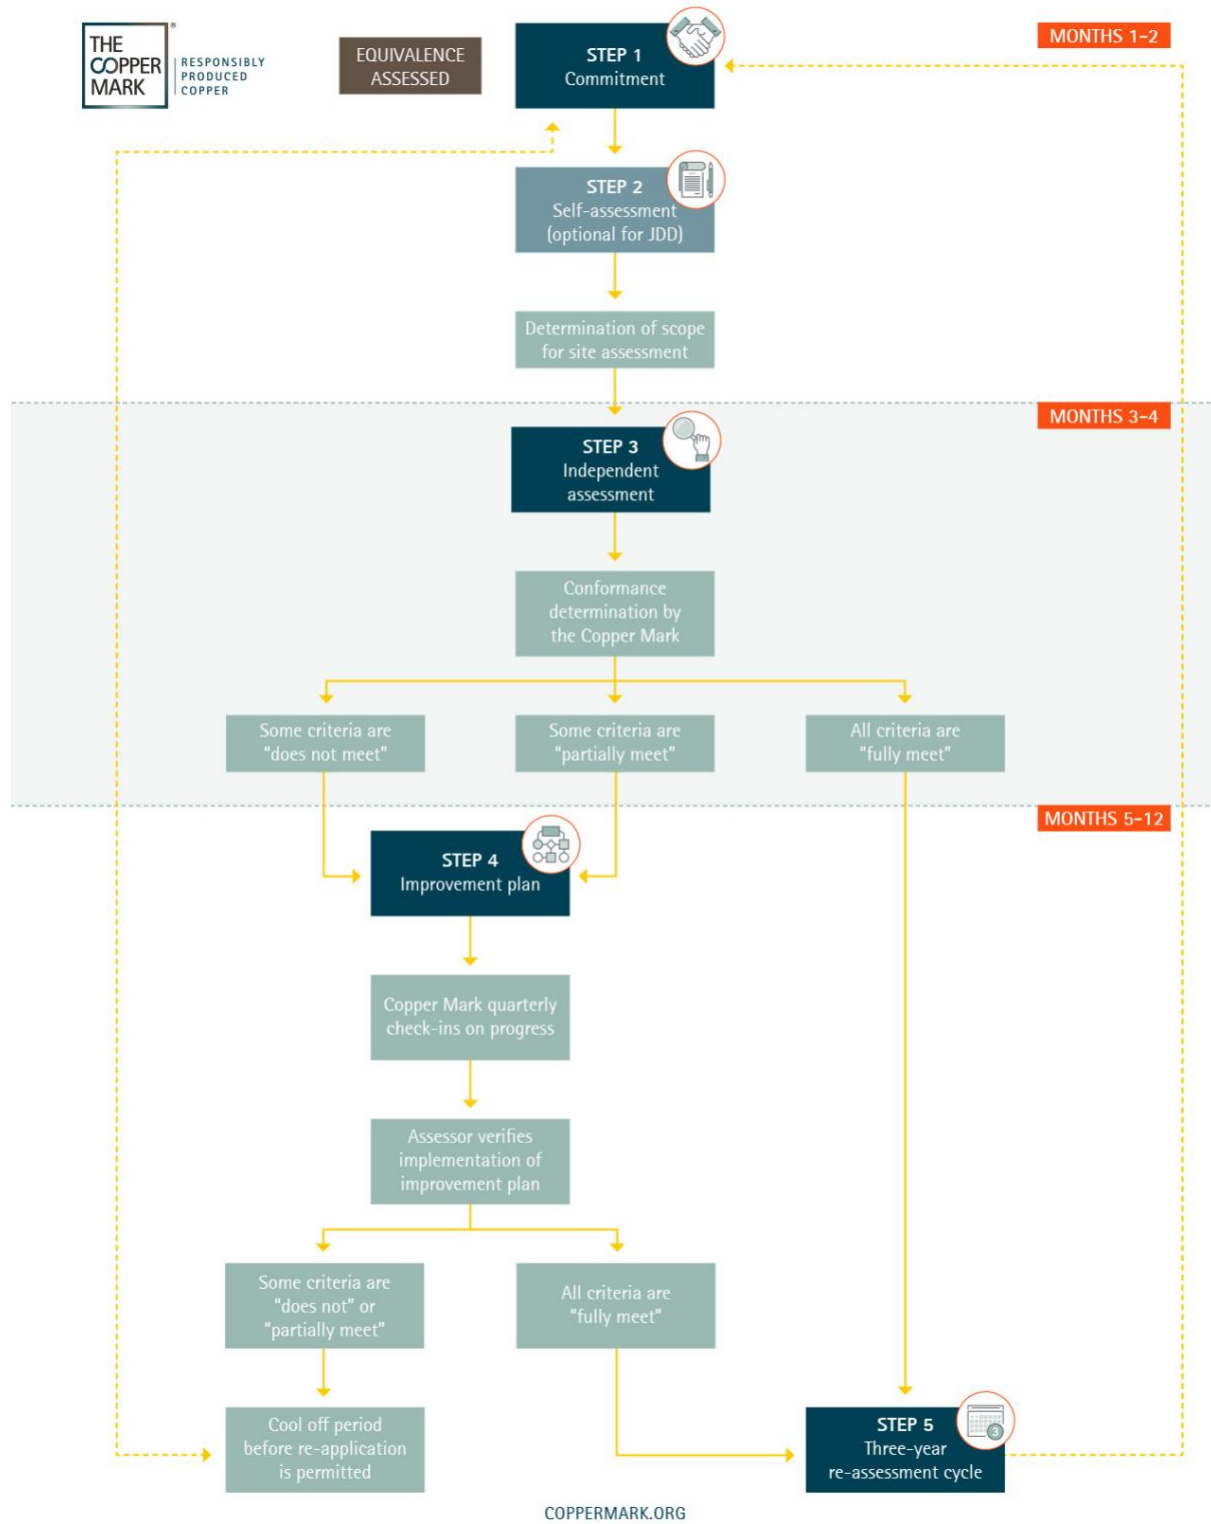 THE
COPPER
MARK
®
RESPONSIBLY
PRODUCED
COPPER
EQUIVALENCE
ASSESSED
STEP 1
Commitment
MONTHS 1-2
STEP 2
Self-assessment
(optional for JDD)
Determination of scope
for site assessment
MONTHS 3-4
STEP 3
Independent
assessment
Conformance
determination by
the Copper Mark
Some criteria are
"does not meet"
Some criteria are
"partially meet"
All criteria are
"fully meet"
MONTHS 5-12
STEP 4
Improvement plan
Copper Mark quarterly
check-ins on progress
Assessor verifies
implementation of
improvement plan
Some criteria are
"does not" or
"partially meet"
All criteria are
"fully meet"
Cool off period
before re-application
is permitted
STEP 5
Three-year
re-assessment cycle
3
COPPERMARK.ORG